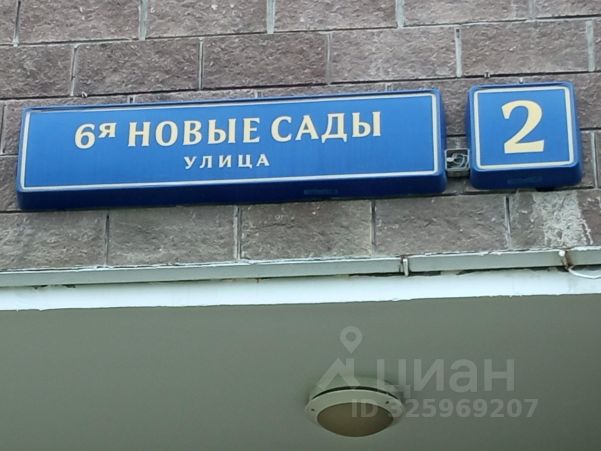 6я НОВЫЕ САДЫ
УЛИЦА
2
ЦИАН
ID 325969207